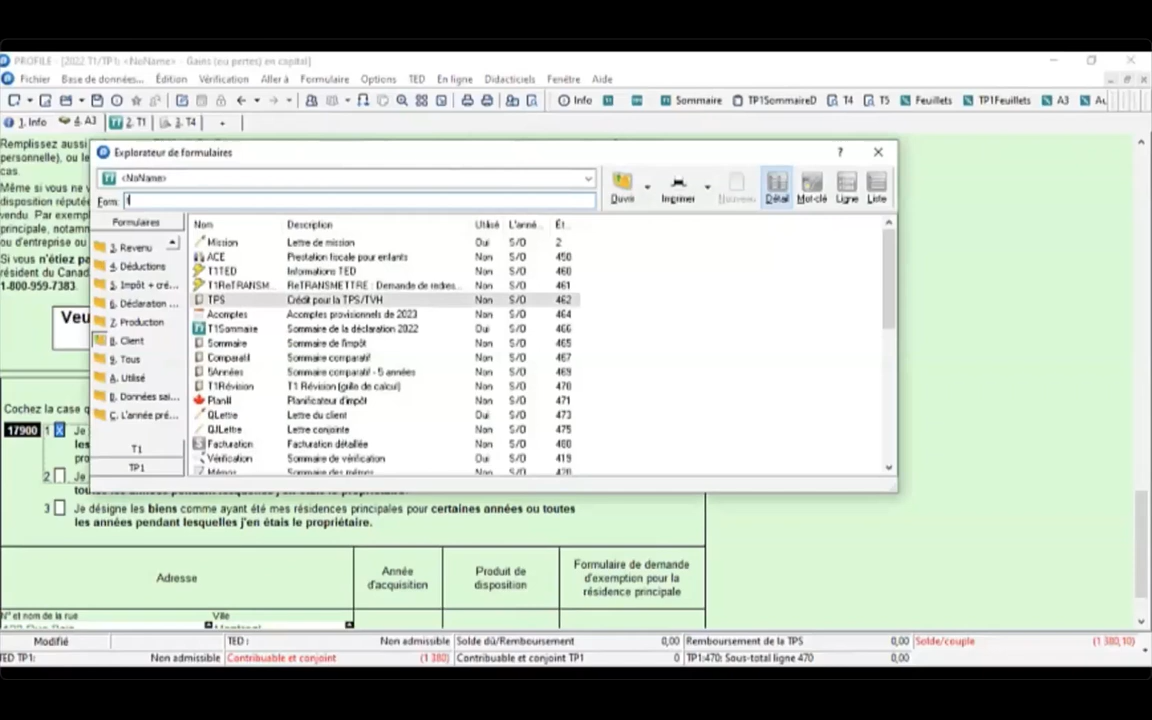 PROFILE - [2022 T1/TP1: <NoName> - Gains (ou pertes) en capital]
Fichier Base de données... Édition Vérification Aller à Formulaire Options TED En ligne Didacticiels Fenêtre Aide
Info Sommaire TP1SommaireD T4 T5 Feuillets TP1Feuillets A3
1. Info 4. A3 2. T1 3. T4
Remplissez aussi
personnelle), ou le
cas.
Même si vous ne v
disposition réputée
vendu. Par exemp
principale, notamn
ou d'entreprise ou
Si vous n'êtiez pa
résident du Canad
1-800-959-7383.
Veu
Explorateur de formulaires ?
<NoName>
Form:
Ouvrir Imprimer Nouveau Détail Mot-clé Ligne Liste
Formulaires
3. Revenu
4. Déductions
5. Impôt + cré...
6. Déclaration ...
7. Production
8. Client
9. Tous
A. Utilisé
B. Données sai...
C. L'année pré...
T1
TP1
Nom Description Utilisé L'anné... Ét...
Mission Lettre de mission Oui S/O 2
ACE Prestation fiscale pour enfants Non S/O 450
T1TED Informations TED Non S/O 460
T1ReTRANSM... ReTRANSMETTRE : Demande de redres... Non S/O 461
TPS Crédit pour la TPS/TVH Non S/O 462
Acomptes Acomptes provisionnels de 2023 Non S/O 464
T1Sommaire Sommaire de la déclaration 2022 Oui S/O 466
Sommaire Sommaire de l'impôt Non S/O 465
Comparatif Sommaire comparatif Non S/O 467
5Années Sommaire comparatif - 5 années Non S/O 469
T1Révision T1 Révision (grille de calcul) Non S/O 470
PlanII Planificateur d'impôt Non S/O 471
QLettre Lettre du client Oui S/O 473
QJLettre Lettre conjointe Non S/O 475
Facturation Facturation détaillée Non S/O 480
Vérification Sommaire de vérification Oui S/O 419
Mémos Sommaire des mémos Non S/O 420
Cochez la case q
17900 1 X Je
les
pro
2 Je
toutes les années pendant lesquelles j'en étais le propriétaire.
3 Je désigne les biens comme ayant été mes résidences principales pour certaines années ou toutes
les années pendant lesquelles j'en étais le propriétaire.
Adresse
Année
d'acquisition
Produit de
disposition
Formulaire de demande
d'exemption pour la
résidence principale
N° et nom de la rue Ville
Modifié TED : Non admissible Solde dû/Remboursement 0,00 Remboursement de la TPS 0,00 Solde/couple (1 380,10)
TED TP1: Non admissible Contribuable et conjoint (1 380) Contribuable et conjoint TP1 0 TP1:470: Sous-total ligne 470 0,00